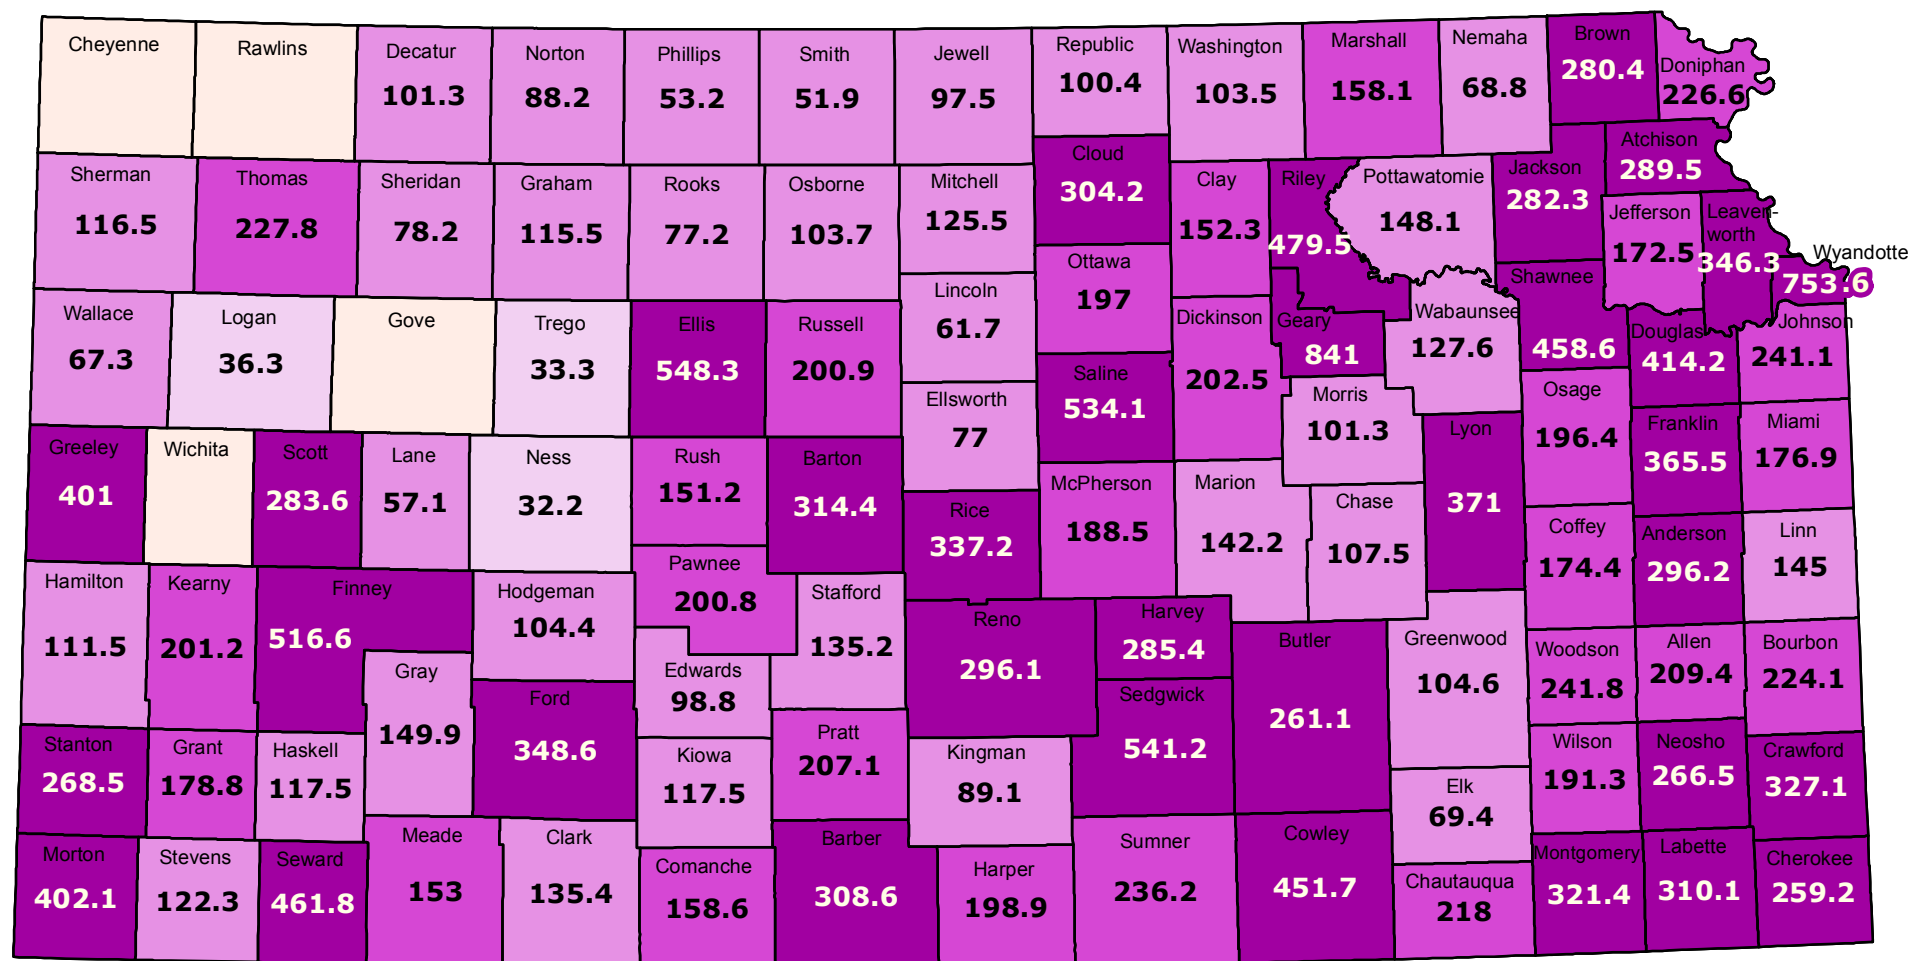 Cheyenne
Rawlins
Decatur
101.3
Norton
88.2
Phillips
53.2
Smith
51.9
Jewell
97.5
Republic
100.4
Washington
103.5
Marshall
158.1
Nemaha
68.8
Brown
280.4
Doniphan
226.6
Sherman
116.5
Thomas
227.8
Sheridan
78.2
Graham
115.5
Rooks
77.2
Osborne
103.7
Mitchell
125.5
Cloud
304.2
Clay
152.3
Riley
479.5
Pottawatomie
148.1
Jackson
282.3
Atchison
289.5
Jefferson
172.5
Leaven-
worth
346.3
Wyandotte
753.6
Wallace
67.3
Logan
36.3
Gove
Trego
33.3
Ellis
548.3
Russell
200.9
Lincoln
61.7
Ottawa
197
Dickinson
202.5
Geary
841
Wabaunsee
127.6
Shawnee
458.6
Douglas
414.2
Johnson
241.1
Ellsworth
77
Saline
534.1
Morris
101.3
Osage
196.4
Franklin
365.5
Miami
176.9
Greeley
401
Wichita
Scott
283.6
Lane
57.1
Ness
32.2
Rush
151.2
Barton
314.4
Rice
337.2
McPherson
188.5
Marion
142.2
Chase
107.5
Lyon
371
Coffey
174.4
Anderson
296.2
Linn
145
Hamilton
111.5
Kearny
201.2
Finney
516.6
Hodgeman
104.4
Pawnee
200.8
Stafford
135.2
Reno
296.1
Harvey
285.4
Butler
261.1
Greenwood
104.6
Woodson
241.8
Allen
209.4
Bourbon
224.1
Gray
149.9
Edwards
98.8
Ford
348.6
Sedgwick
541.2
Stanton
268.5
Grant
178.8
Haskell
117.5
Kiowa
117.5
Pratt
207.1
Kingman
89.1
Elk
69.4
Wilson
191.3
Neosho
266.5
Crawford
327.1
Morton
402.1
Stevens
122.3
Seward
461.8
Meade
153
Clark
135.4
Comanche
158.6
Barber
308.6
Harper
198.9
Sumner
236.2
Cowley
451.7
Chautauqua
218
Montgomery
321.4
Labette
310.1
Cherokee
259.2